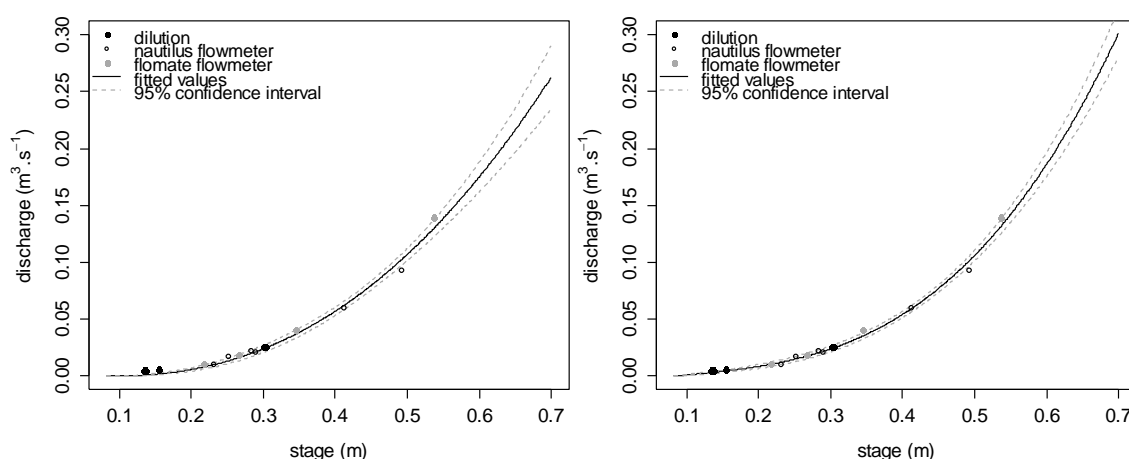 0.30
0.25
0.20
0.15
0.10
0.05
0.00
discharge (m³.s⁻¹)
dilution
nautilus flowmeter
flomate flowmeter
fitted values
95% confidence interval
0.1 0.2 0.3 0.4 0.5 0.6 0.7
stage (m)
0.30
0.25
0.20
0.15
0.10
0.05
0.00
discharge (m³.s⁻¹)
dilution
nautilus flowmeter
flomate flowmeter
fitted values
95% confidence interval
0.1 0.2 0.3 0.4 0.5 0.6 0.7
stage (m)